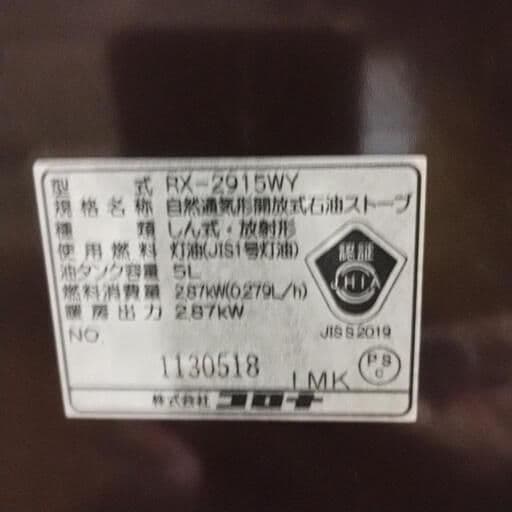 型 式 RX-2915WY
規格名称 自然通気形開放式石油ストーブ
種 類 しん式・放射形
使用燃料 灯油(JIS1号灯油)
油タンク容量 5L
燃料消費量 2.87kW(0.279L/h)
暖房出力 2.87kW
認証
JHIA
JIS S 2019
NO.
1130518
1MK
PS
C
株式会社 コロナ